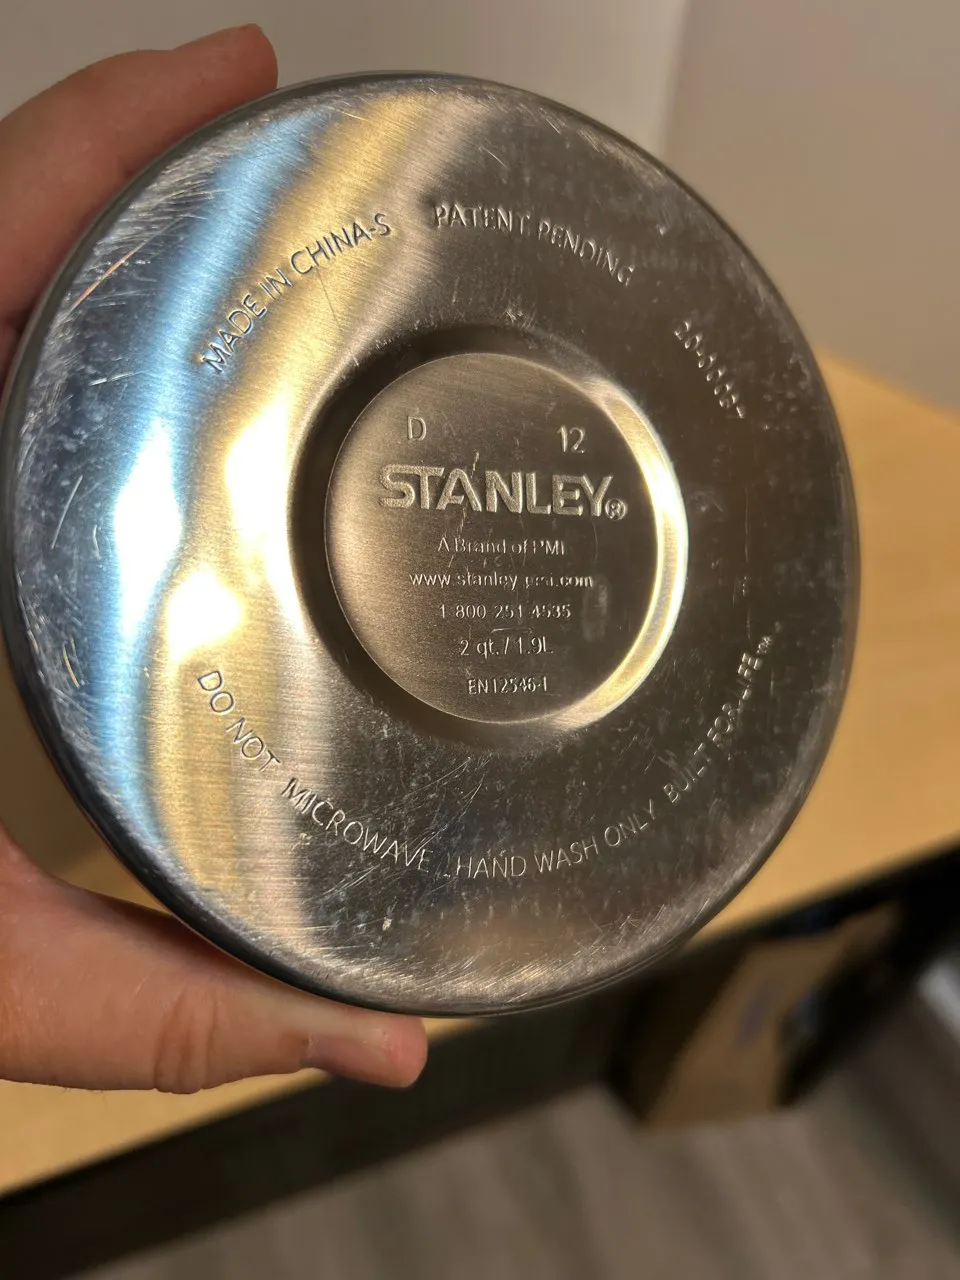 MADE IN CHINA-S
PATENT PENDING
D 12
STANLEY®
A Brand of PMI
www.stanley-pmi.com
1 800 251 4535
2 qt. / 1.9L
EN12546-1
DO NOT MICROWAVE HAND WASH ONLY BUILT FOR LIFE™